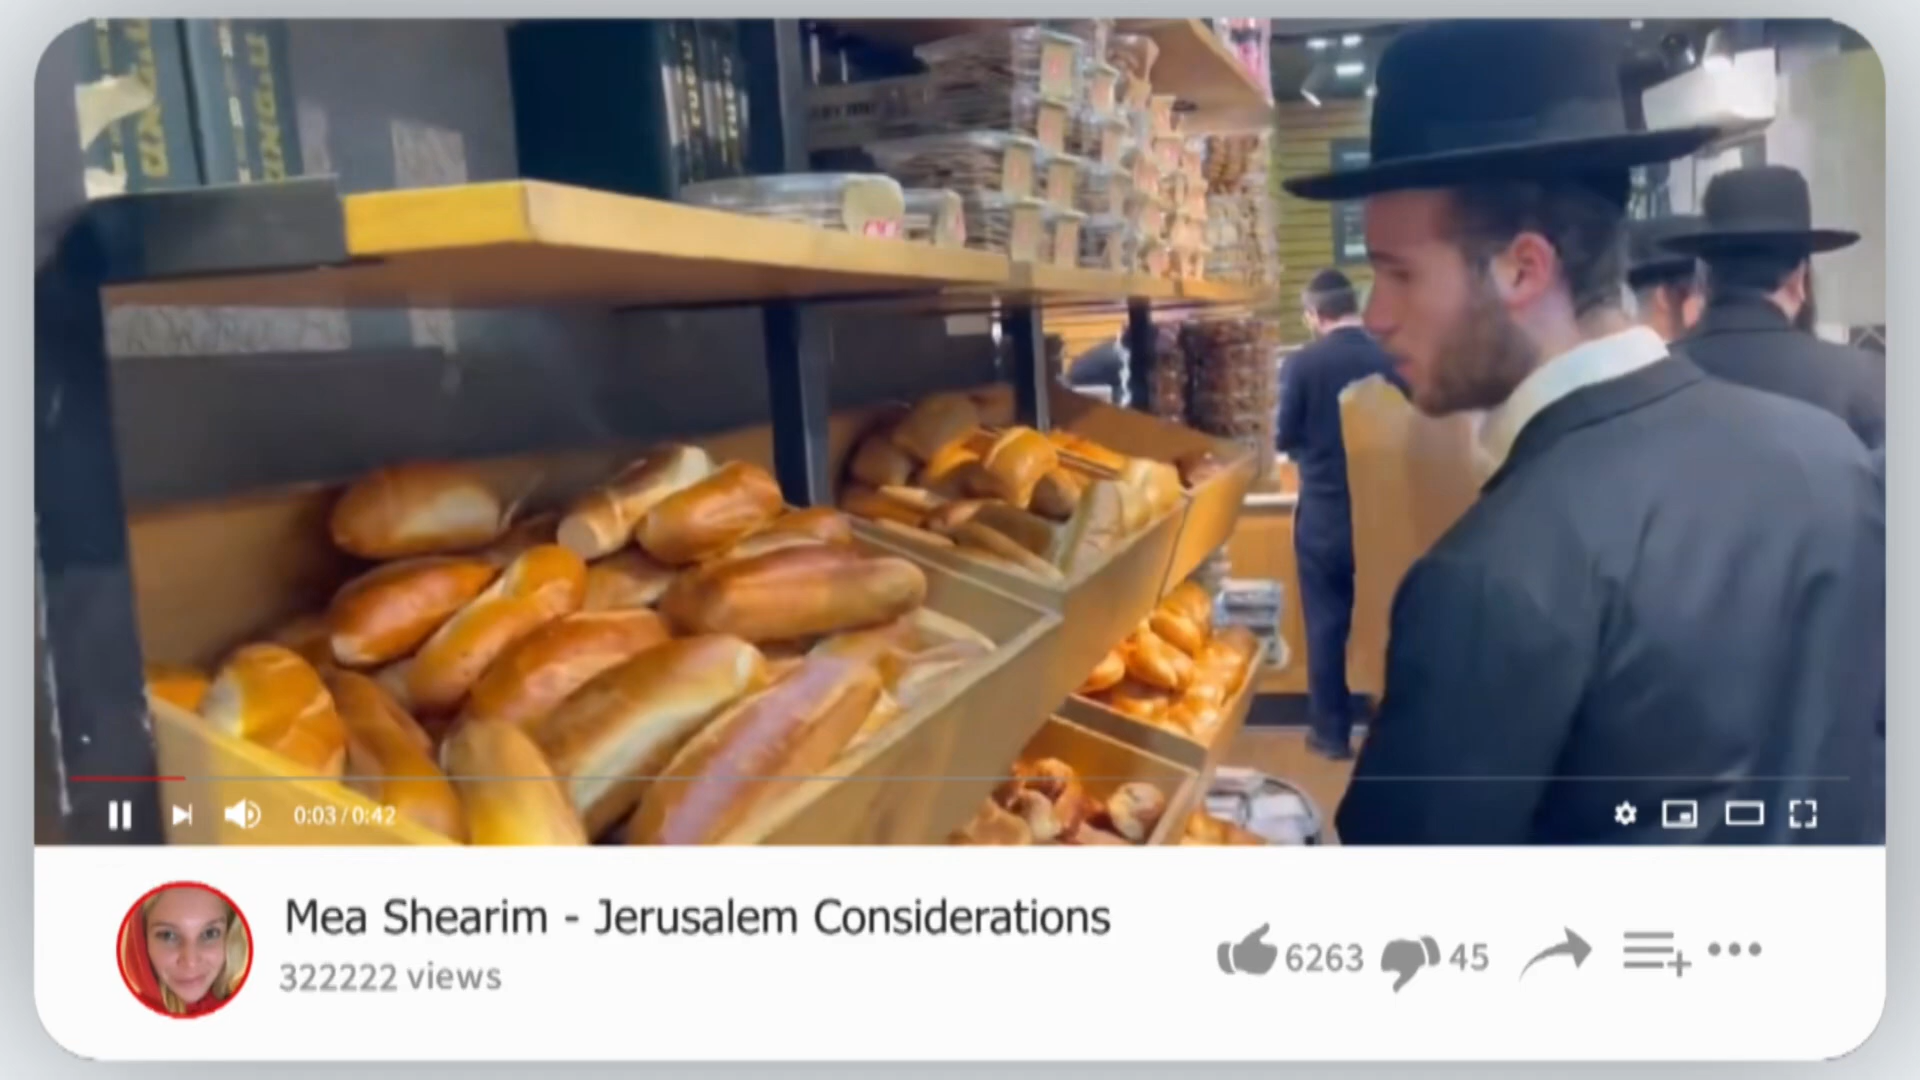 0:03 / 0:42
Mea Shearim - Jerusalem Considerations
322222 views
6263
45